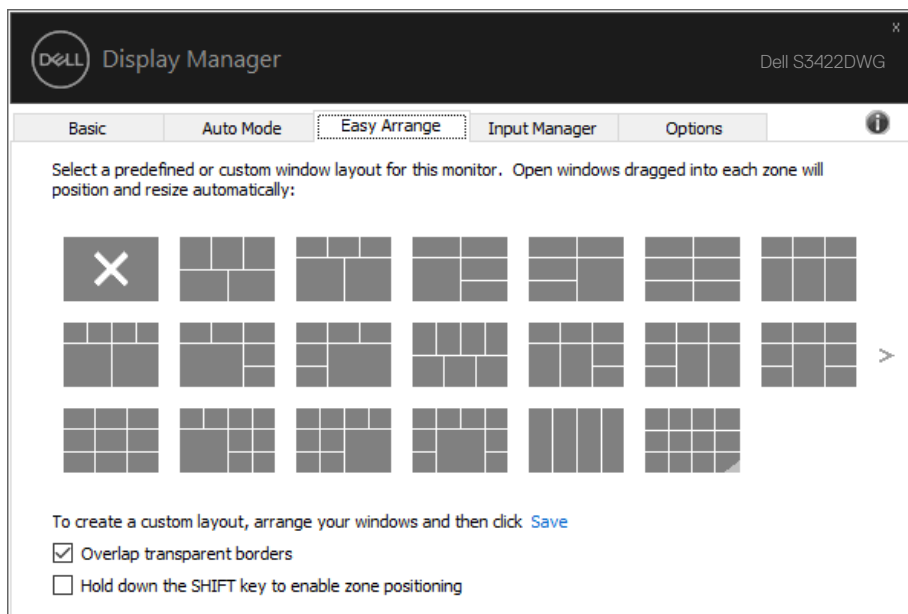 x
DELL Display Manager
Dell S3422DWG
Basic Auto Mode Easy Arrange Input Manager Options i
Select a predefined or custom window layout for this monitor. Open windows dragged into each zone will
position and resize automatically:
>
To create a custom layout, arrange your windows and then click Save
Overlap transparent borders
Hold down the SHIFT key to enable zone positioning